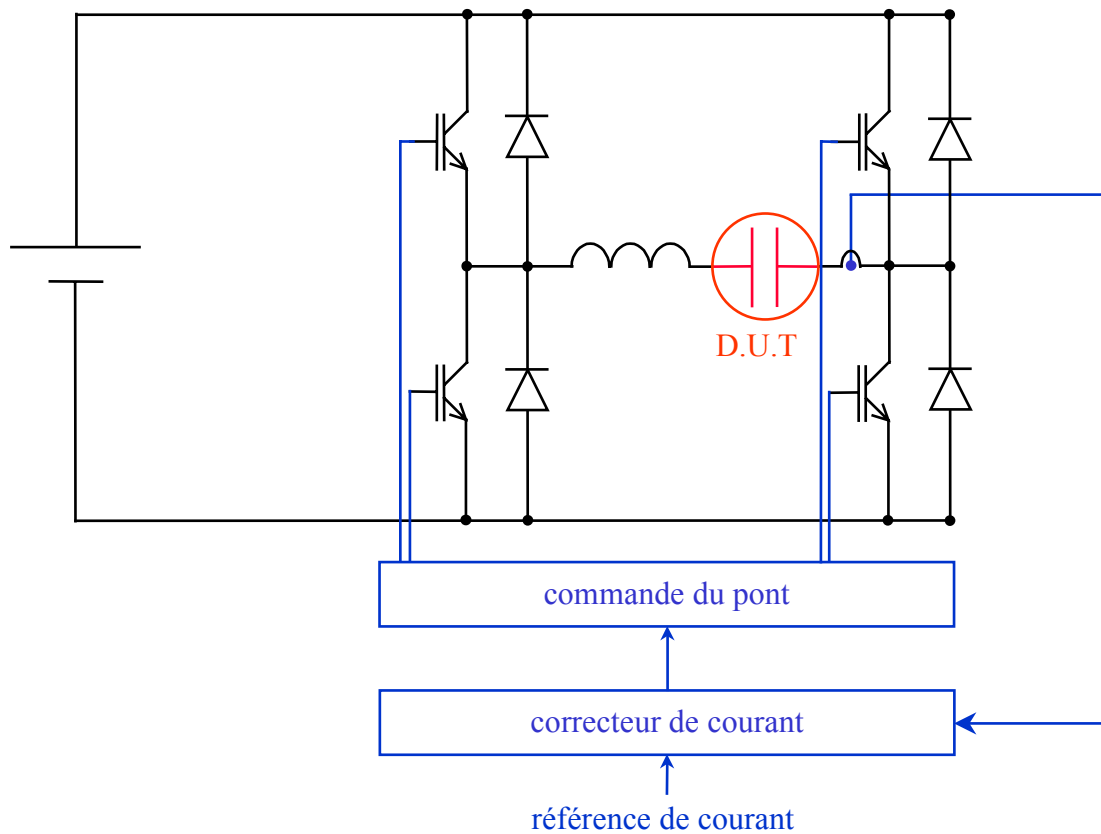 D.U.T
commande du pont
correcteur de courant
référence de courant